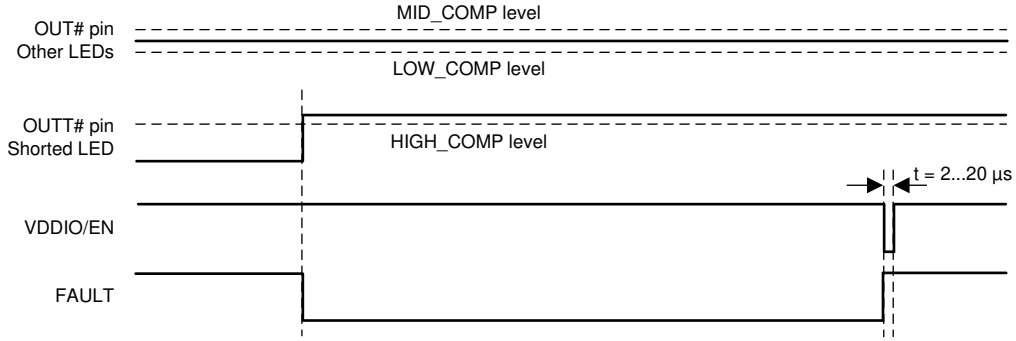 MID_COMP level
OUT# pin
Other LEDs
LOW_COMP level
OUTT# pin
Shorted LED
HIGH_COMP level
t = 2...20 µs
VDDIO/EN
FAULT